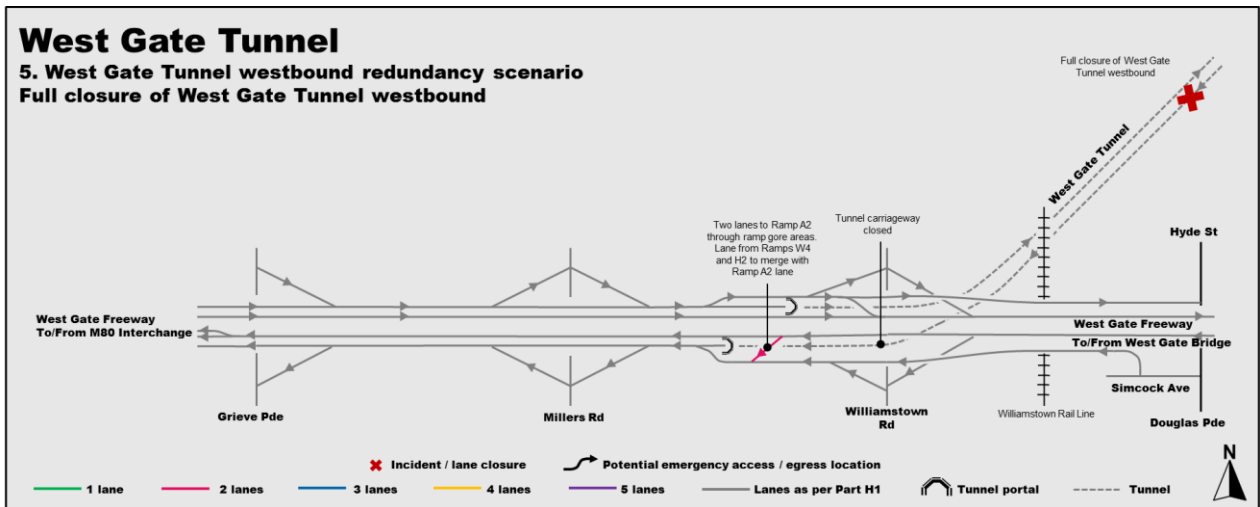 West Gate Tunnel
5. West Gate Tunnel westbound redundancy scenario
Full closure of West Gate Tunnel westbound
Full closure of West Gate
Tunnel westbound
West Gate Tunnel
Two lanes to Ramp A2
through ramp gore areas.
Lane from Ramps W4
and H2 to merge with
Ramp A2 lane
Tunnel carriageway
closed
Hyde St
West Gate Freeway
To/From M80 Interchange
West Gate Freeway
To/From West Gate Bridge
Simcock Ave
Grieve Pde
Millers Rd
Williamstown
Rd
Williamstown Rail Line
Douglas Pde
Incident / lane closure
Potential emergency access / egress location
N
1 lane
2 lanes
3 lanes
4 lanes
5 lanes
Lanes as per Part H1
Tunnel portal
Tunnel